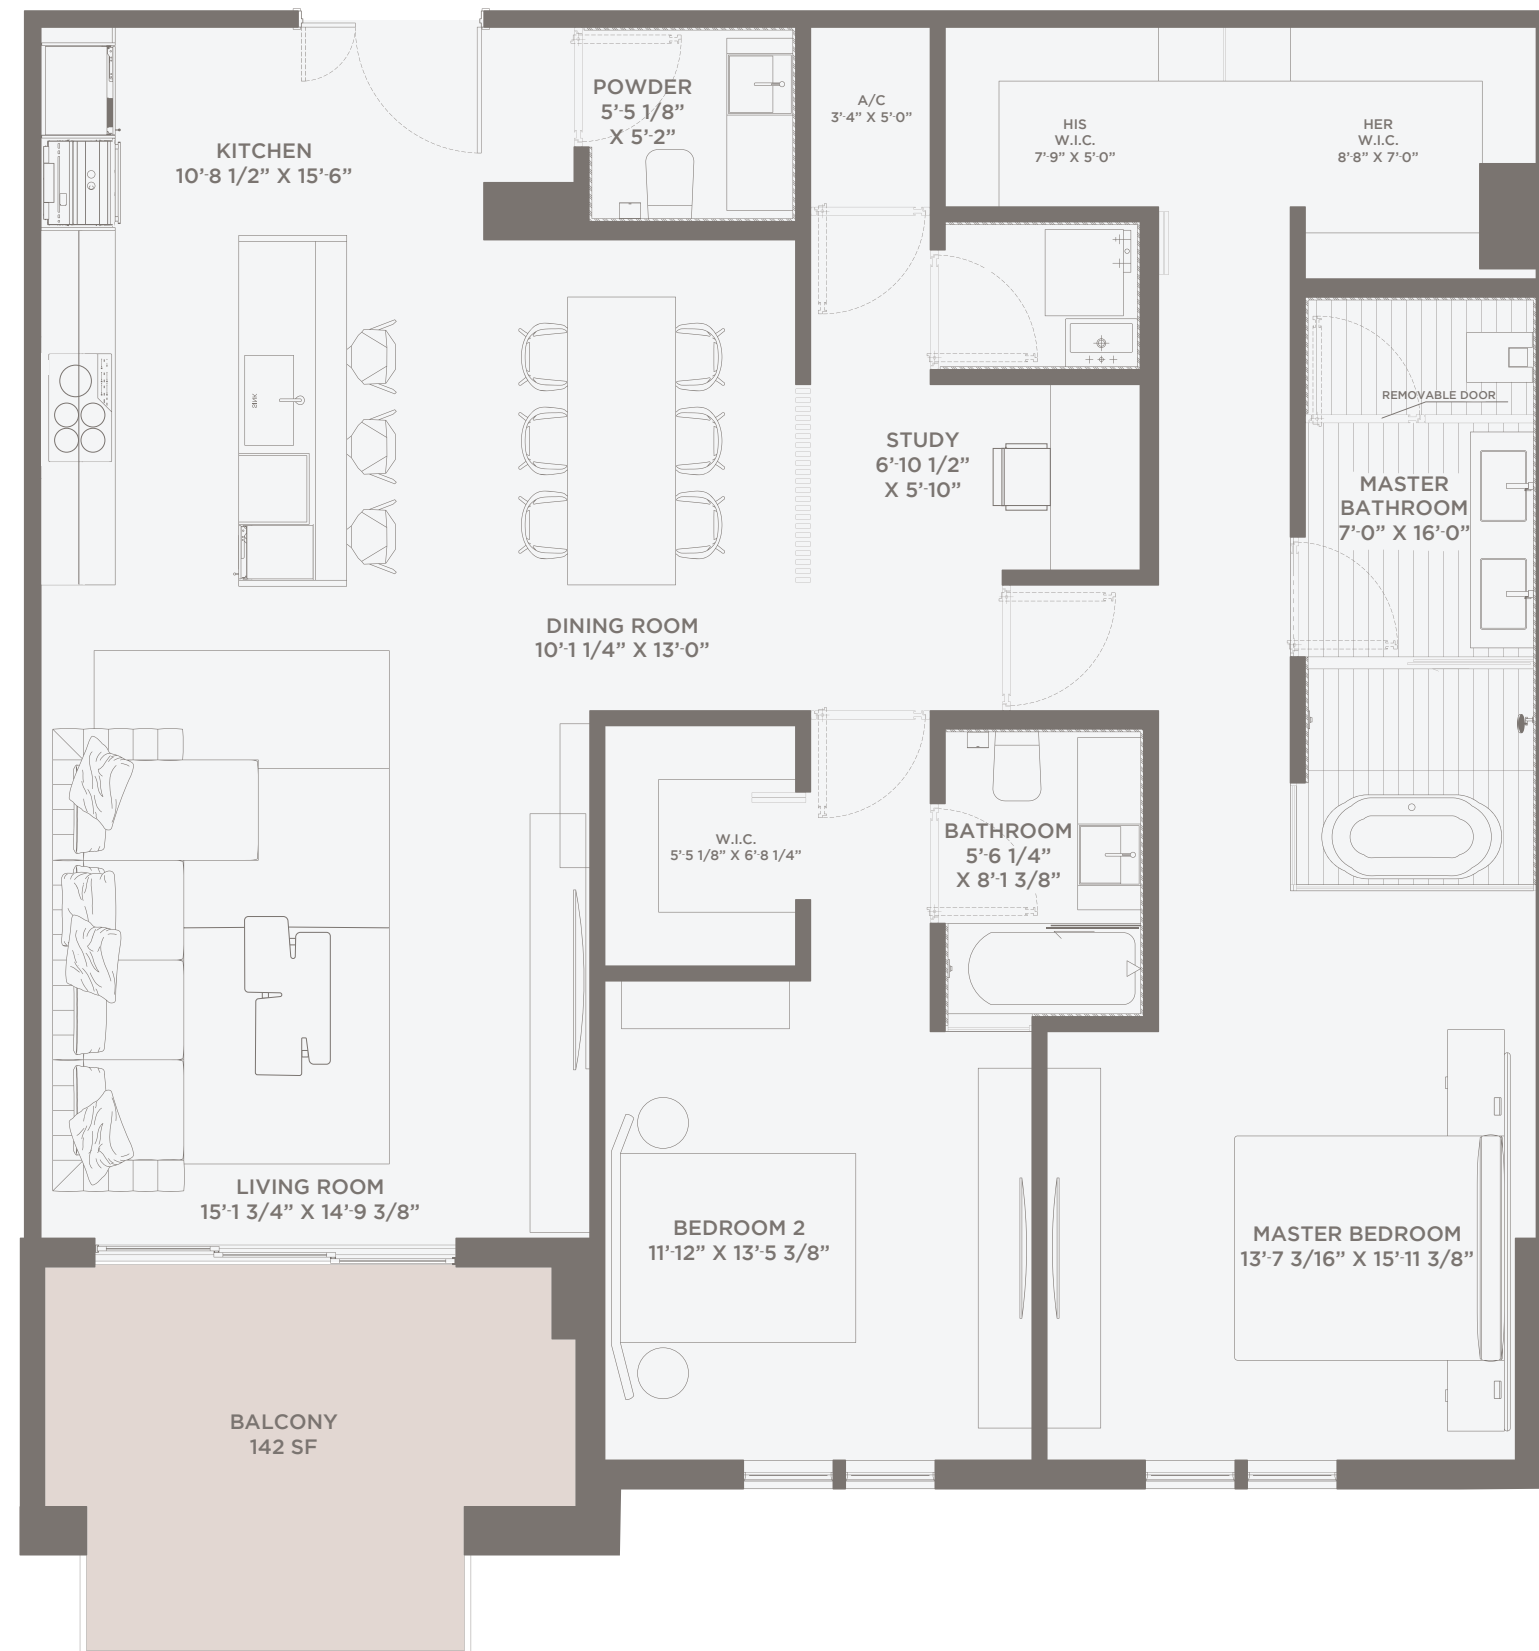 POWDER
5'-5 1/8"
X 5'-2"
A/C
3'-4" X 5'-0"
HIS
W.I.C.
7'-9" X 5'-0"
HER
W.I.C.
8'-8" X 7'-0"
KITCHEN
10'-8 1/2" X 15'-6"
SINK
REMOVABLE DOOR
STUDY
6'-10 1/2"
X 5'-10"
MASTER
BATHROOM
7'-0" X 16'-0"
DINING ROOM
10'-1 1/4" X 13'-0"
W.I.C.
5'-5 1/8" X 6'-8 1/4"
BATHROOM
5'-6 1/4"
X 8'-1 3/8"
LIVING ROOM
15'-1 3/4" X 14'-9 3/8"
BEDROOM 2
11'-12" X 13'-5 3/8"
MASTER BEDROOM
13'-7 3/16" X 15'-11 3/8"
BALCONY
142 SF